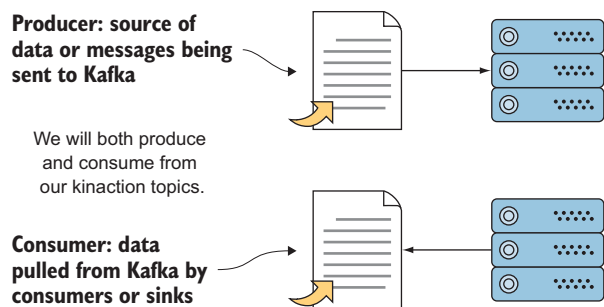 Producer: source of
data or messages being
sent to Kafka
We will both produce
and consume from
our kinaction topics.
Consumer: data
pulled from Kafka by
consumers or sinks